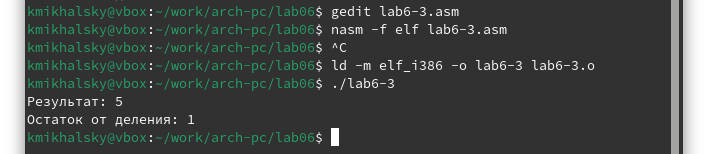 kmikhalsky@vbox:~/work/arch-pc/lab06$ gedit lab6-3.asm
kmikhalsky@vbox:~/work/arch-pc/lab06$ nasm -f elf lab6-3.asm
kmikhalsky@vbox:~/work/arch-pc/lab06$ ^C
kmikhalsky@vbox:~/work/arch-pc/lab06$ ld -m elf_i386 -o lab6-3 lab6-3.o
kmikhalsky@vbox:~/work/arch-pc/lab06$ ./lab6-3
Результат: 5
Остаток от деления: 1
kmikhalsky@vbox:~/work/arch-pc/lab06$